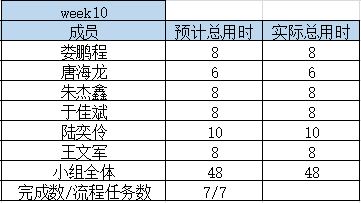 week10
成员 预计总用时 实际总用时
娄鹏程 8 8
唐海龙 6 6
朱杰鑫 8 8
于佳斌 8 8
陆奕伶 10 10
王文军 8 8
小组全体 48 48
完成数/流程任务数 7/7